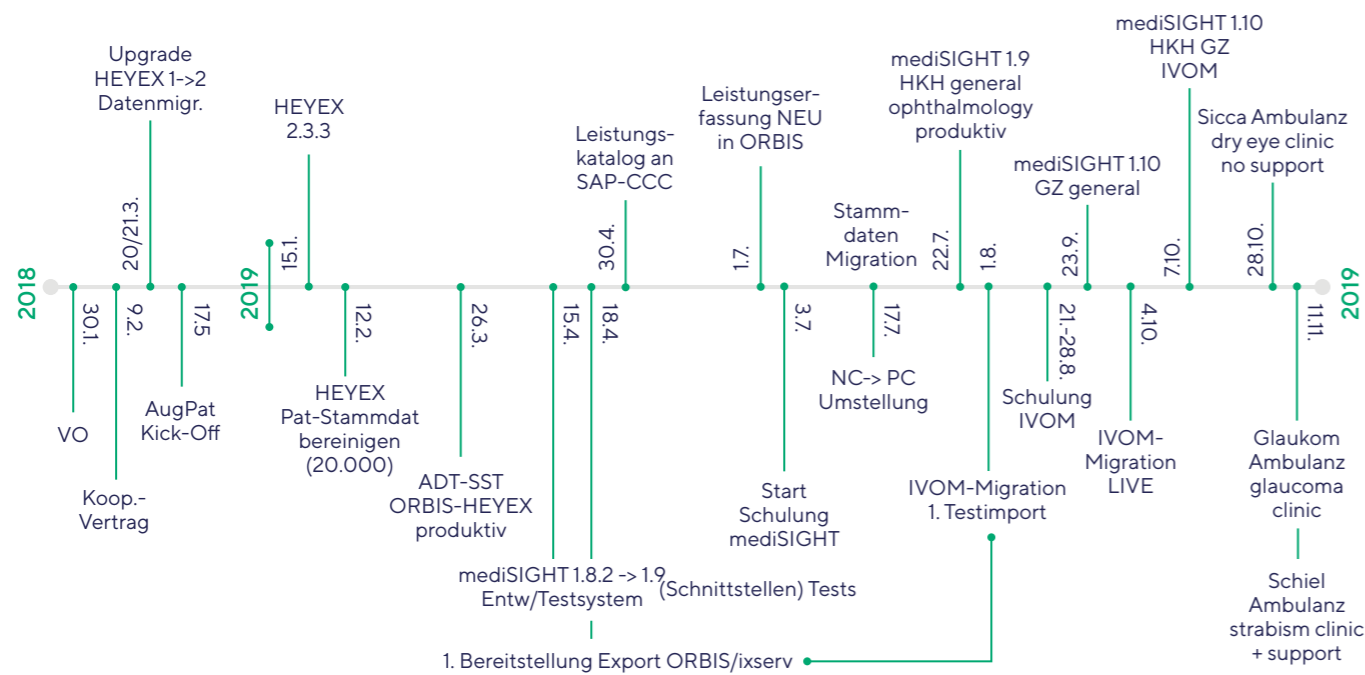 2018
30.1.
VO
9.2.
Koop.-
Vertrag
Upgrade
HEYEX 1->2
Datenmigr.
20/21.3.
17.5
AugPat
Kick-Off
2019
HEYEX
2.3.3
15.1.
12.2.
HEYEX
Pat-Stammdat
bereinigen
(20.000)
26.3.
ADT-SST
ORBIS-HEYEX
produktiv
15.4.
18.4.
mediSIGHT 1.8.2 -> 1.9
Entw/Testsystem
(Schnittstellen) Tests
1. Bereitstellung Export ORBIS/ixserv
Leistungs-
katalog an
SAP-CCC
30.4.
Leistungser-
fassung NEU
in ORBIS
1.7.
3.7.
Start
Schulung
mediSIGHT
Stamm-
daten
Migration
17.7.
NC-> PC
Umstellung
mediSIGHT 1.9
HKH general
ophthalmology
produktiv
22.7.
1.8.
IVOM-Migration
1. Testimport
21.-28.8.
Schulung
IVOM
mediSIGHT 1.10
GZ general
23.9.
4.10.
IVOM-
Migration
LIVE
mediSIGHT 1.10
HKH GZ
IVOM
7.10.
Sicca Ambulanz
dry eye clinic
no support
28.10.
11.11.
Glaukom
Ambulanz
glaucoma
clinic
Schiel
Ambulanz
strabism clinic
+ support
2019